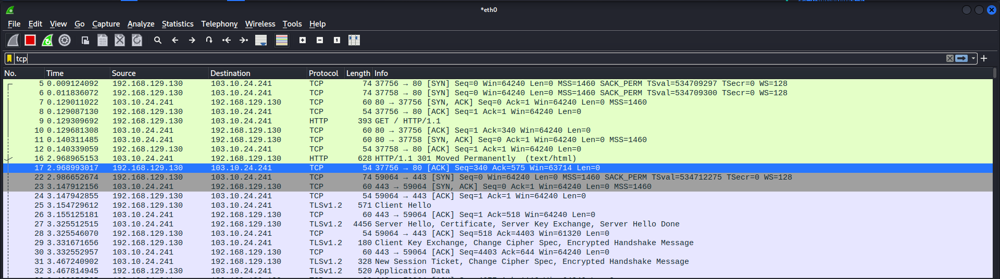 *eth0
File Edit View Go Capture Analyze Statistics Telephony Wireless Tools Help
tcp
No. Time Source Destination Protocol Length Info
5 0.009124092 192.168.129.130 103.10.24.241 TCP 74 37756 → 80 [SYN] Seq=0 Win=64240 Len=0 MSS=1460 SACK_PERM TSval=534709297 TSecr=0 WS=128
6 0.011836072 192.168.129.130 103.10.24.241 TCP 74 37758 → 80 [SYN] Seq=0 Win=64240 Len=0 MSS=1460 SACK_PERM TSval=534709300 TSecr=0 WS=128
7 0.129011022 103.10.24.241 192.168.129.130 TCP 60 80 → 37756 [SYN, ACK] Seq=0 Ack=1 Win=64240 Len=0 MSS=1460
8 0.129087130 192.168.129.130 103.10.24.241 TCP 54 37756 → 80 [ACK] Seq=1 Ack=1 Win=64240 Len=0
9 0.129309692 192.168.129.130 103.10.24.241 HTTP 393 GET / HTTP/1.1
10 0.129681308 103.10.24.241 192.168.129.130 TCP 60 80 → 37756 [ACK] Seq=1 Ack=340 Win=64240 Len=0
11 0.140311485 103.10.24.241 192.168.129.130 TCP 60 80 → 37758 [SYN, ACK] Seq=0 Ack=1 Win=64240 Len=0 MSS=1460
12 0.140339059 192.168.129.130 103.10.24.241 TCP 54 37758 → 80 [ACK] Seq=1 Ack=1 Win=64240 Len=0
16 2.968965153 103.10.24.241 192.168.129.130 HTTP 628 HTTP/1.1 301 Moved Permanently (text/html)
17 2.968993017 192.168.129.130 103.10.24.241 TCP 54 37756 → 80 [ACK] Seq=340 Ack=575 Win=63714 Len=0
22 2.986652674 192.168.129.130 103.10.24.241 TCP 74 59064 → 443 [SYN] Seq=0 Win=64240 Len=0 MSS=1460 SACK_PERM TSval=534712275 TSecr=0 WS=128
23 3.147912156 103.10.24.241 192.168.129.130 TCP 60 443 → 59064 [SYN, ACK] Seq=0 Ack=1 Win=64240 Len=0 MSS=1460
24 3.147942855 192.168.129.130 103.10.24.241 TCP 54 59064 → 443 [ACK] Seq=1 Ack=1 Win=64240 Len=0
25 3.154729612 192.168.129.130 103.10.24.241 TLSv1.2 571 Client Hello
26 3.155125181 103.10.24.241 192.168.129.130 TCP 60 443 → 59064 [ACK] Seq=1 Ack=518 Win=64240 Len=0
27 3.325512515 103.10.24.241 192.168.129.130 TLSv1.2 4456 Server Hello, Certificate, Server Key Exchange, Server Hello Done
28 3.325546070 192.168.129.130 103.10.24.241 TCP 54 59064 → 443 [ACK] Seq=518 Ack=4403 Win=61320 Len=0
29 3.331671656 192.168.129.130 103.10.24.241 TLSv1.2 180 Client Key Exchange, Change Cipher Spec, Encrypted Handshake Message
30 3.332552957 103.10.24.241 192.168.129.130 TCP 60 443 → 59064 [ACK] Seq=4403 Ack=644 Win=64240 Len=0
31 3.467240902 103.10.24.241 192.168.129.130 TLSv1.2 328 New Session Ticket, Change Cipher Spec, Encrypted Handshake Message
32 3.467814945 192.168.129.130 103.10.24.241 TLSv1.2 520 Application Data